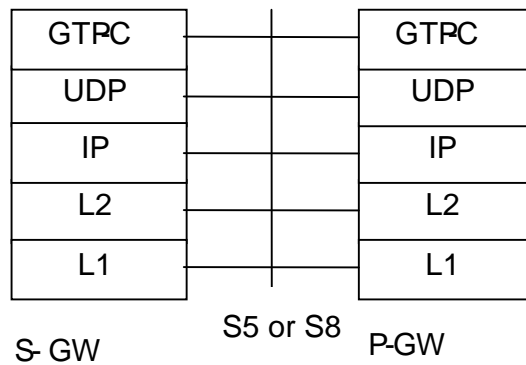 GTP-C GTP-C
UDP UDP
IP IP
L2 L2
L1 L1
S5 or S8
S- GW P-GW